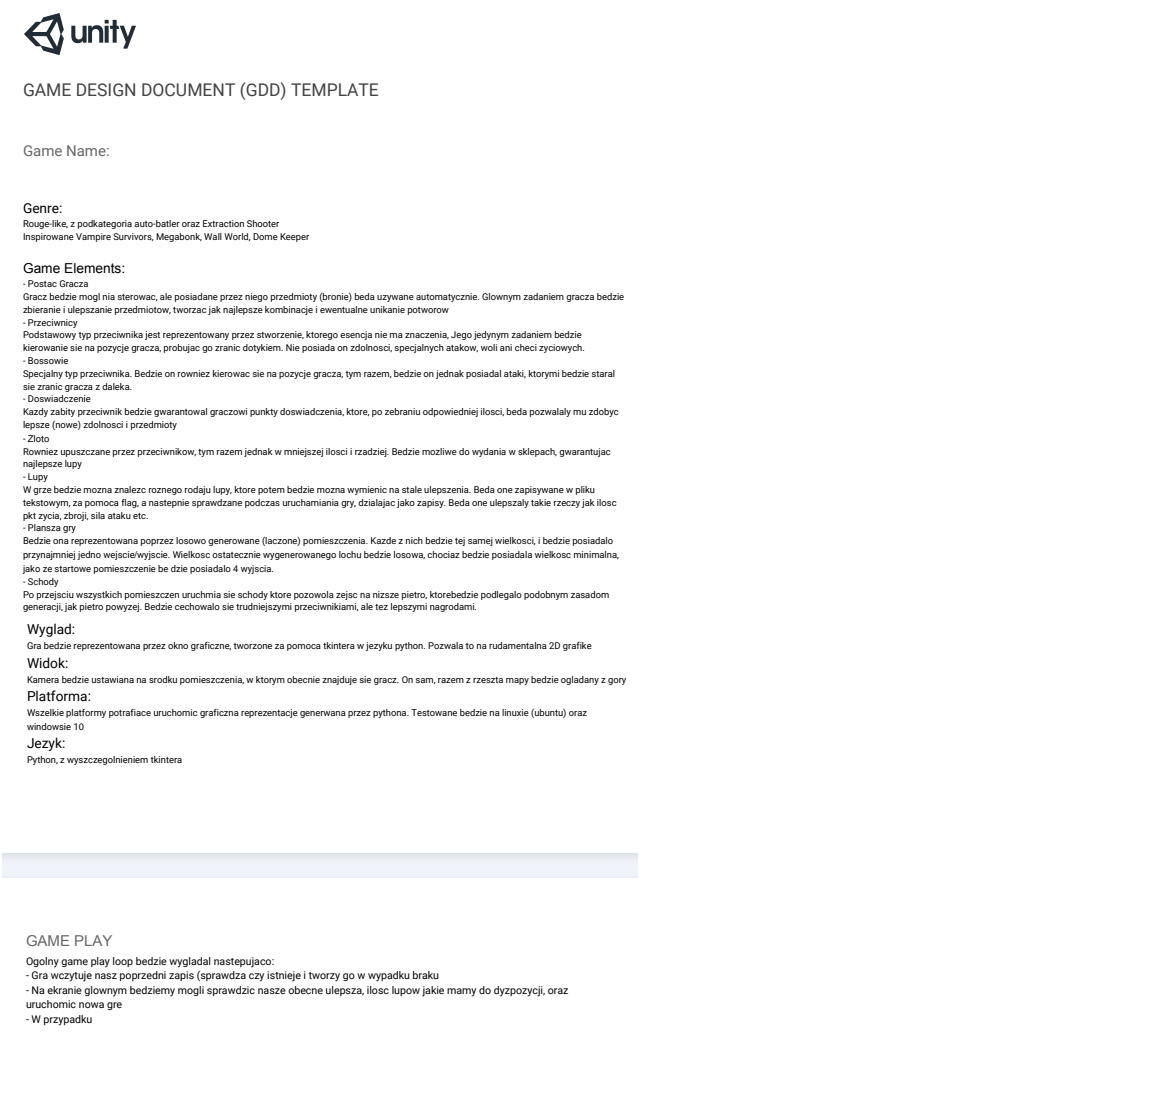 unity
GAME DESIGN DOCUMENT (GDD) TEMPLATE
Game Name:
Genre:
Rouge-like, z podkategoria auto-batler oraz Extraction Shooter
Inspirowane Vampire Survivors, Megabonk, Wall World, Dome Keeper
Game Elements:
- Postac Gracza
Gracz bedzie mogl nia sterowac, ale posiadane przez niego przedmioty (bronie) beda uzywane automatycznie. Glownym zadaniem gracza bedzie
zbieranie i ulepszanie przedmiotow, tworzac jak najlepsze kombinacje i ewentualne unikanie potworow
- Przeciwnicy
Podstawowy typ przeciwnika jest reprezentowany przez stworzenie, ktorego esencja nie ma znaczenia, Jego jedynym zadaniem bedzie
kierowanie sie na pozycje gracza, probujac go zranic dotykiem. Nie posiada on zdolnosci, specjalnych atakow, woli ani checi zyciowych.
- Bossowie
Specjalny typ przeciwnika. Bedzie on rowniez kierowac sie na pozycje gracza, tym razem, bedzie on jednak posiadal ataki, ktorymi bedzie staral
sie zranic gracza z daleka.
- Doswiadczenie
Kazdy zabity przeciwnik bedzie gwarantowal graczowi punkty doswiadczenia, ktore, po zebraniu odpowiedniej ilosci, beda pozwalaly mu zdobyc
lepsze (nowe) zdolnosci i przedmioty
- Zloto
Rowniez upuszczane przez przeciwnikow, tym razem jednak w mniejszej ilosci i rzadziej. Bedzie mozliwe do wydania w sklepach, gwarantujac
najlepsze lupy
- Lupy
W grze bedzie mozna znalezc roznego rodaju lupy, ktore potem bedzie mozna wymienic na stale ulepszenia. Beda one zapisywane w pliku
tekstowym, za pomoca flag, a nastepnie sprawdzane podczas uruchamiania gry, dzialajac jako zapisy. Beda one ulepszaly takie rzeczy jak ilosc
pkt zycia, zbroji, sila ataku etc.
- Plansza gry
Bedzie ona reprezentowana poprzez losowo generowane (laczone) pomieszczenia. Kazde z nich bedzie tej samej wielkosci, i bedzie posiadalo
przynajmniej jedno wejscie/wyjscie. Wielkosc ostatecznie wygenerowanego lochu bedzie losowa, chociaz bedzie posiadala wielkosc minimalna,
jako ze startowe pomieszczenie be dzie posiadalo 4 wyjscia.
- Schody
Po przejsciu wszystkich pomieszczen uruchmia sie schody ktore pozowola zejsc na nizsze pietro, ktorebedzie podlegalo podobnym zasadom
generacji, jak pietro powyzej. Bedzie cechowalo sie trudniejszymi przeciwnikiami, ale tez lepszymi nagrodami.
Wyglad:
Gra bedzie reprezentowana przez okno graficzne, tworzone za pomoca tkintera w jezyku python. Pozwala to na rudamentalna 2D grafike
Widok:
Kamera bedzie ustawiana na srodku pomieszczenia, w ktorym obecnie znajduje sie gracz. On sam, razem z rzeszta mapy bedzie ogladany z gory
Platforma:
Wszelkie platformy potrafiace uruchomic graficzna reprezentacje generwana przez pythona. Testowane bedzie na linuxie (ubuntu) oraz
windowsie 10
Jezyk:
Python, z wyszczegolnieniem tkintera
GAME PLAY
Ogolny game play loop bedzie wygladal nastepujaco:
- Gra wczytuje nasz poprzedni zapis (sprawdza czy istnieje i tworzy go w wypadku braku
- Na ekranie glownym bedziemy mogli sprawdzic nasze obecne ulepsza, ilosc lupow jakie mamy do dyzpozycji, oraz
uruchomic nowa gre
- W przypadku